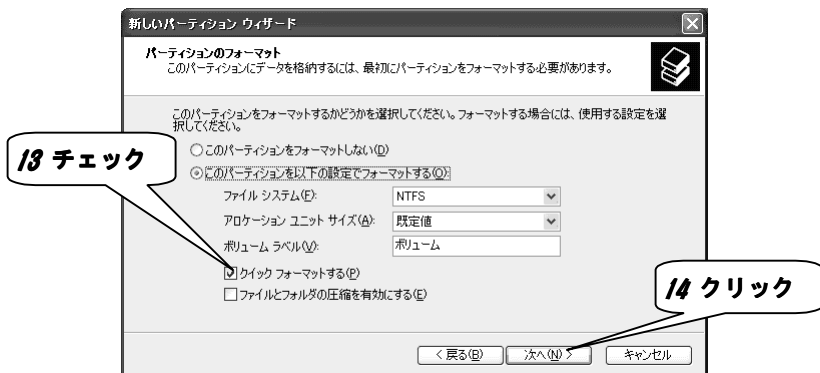 新しいパーティション ウィザード
パーティションのフォーマット
このパーティションにデータを格納するには、最初にパーティションをフォーマットする必要があります。
このパーティションをフォーマットするかどうかを選択してください。フォーマットする場合には、使用する設定を選
択してください。
13 チェック
このパーティションをフォーマットしない(D)
このパーティションを以下の設定でフォーマットする(O):
ファイル システム(F): NTFS
アロケーション ユニット サイズ(A): 既定値
ボリューム ラベル(V): ボリューム
クイック フォーマットする(P)
ファイルとフォルダの圧縮を有効にする(E)
14 クリック
< 戻る(B) 次へ(N) > キャンセル